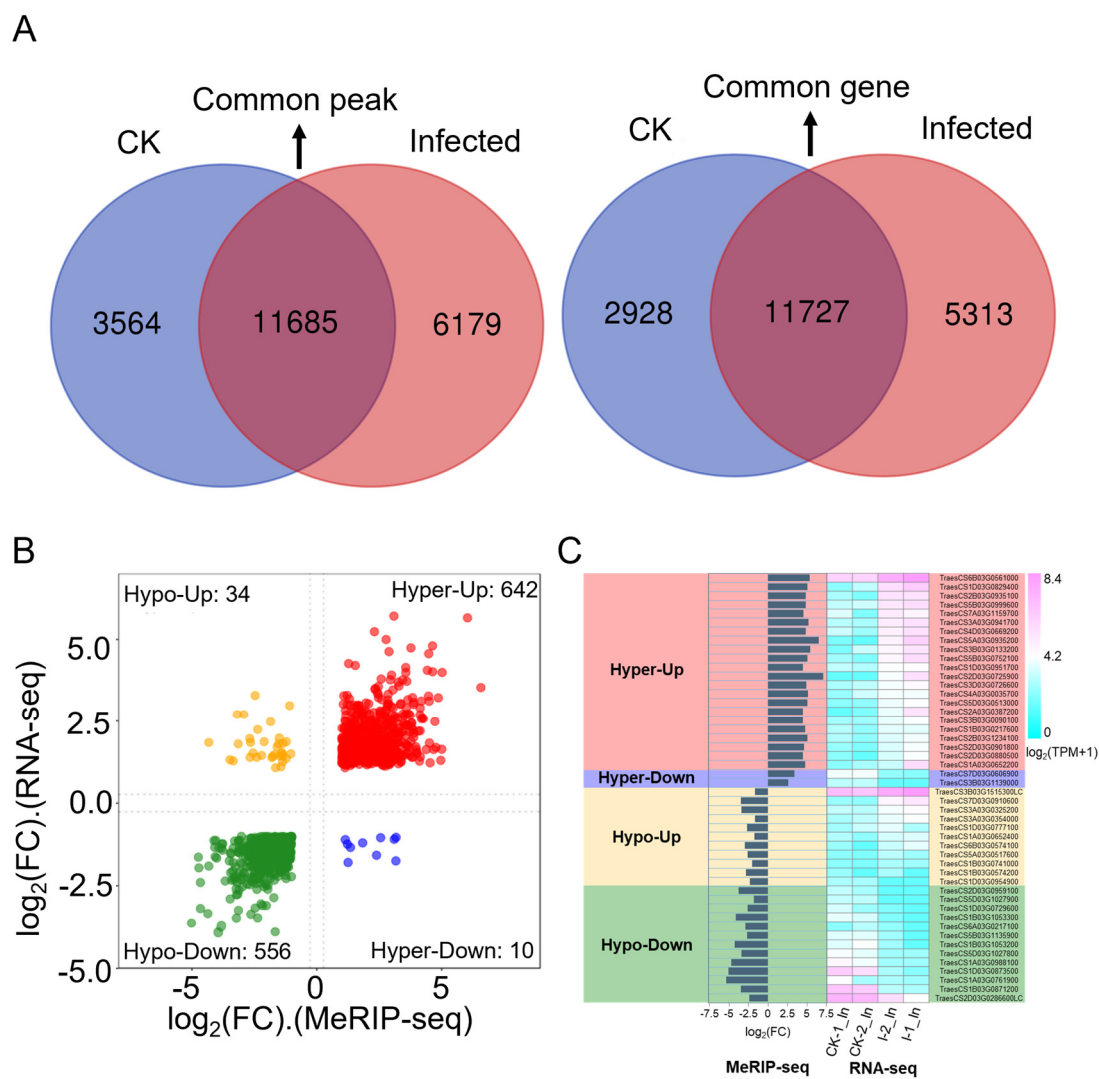 A
Common peak
CK
Infected
3564
11685
6179
Common gene
CK
Infected
2928
11727
5313
B
Hypo-Up: 34
Hyper-Up: 642
5.0
2.5
0.0
-2.5
-5.0
Hypo-Down: 556
Hyper-Down: 10
-5
0
5
log2(FC).(RNA-seq)
log2(FC).(MeRIP-seq)
C
Hyper-Up
Hyper-Down
Hypo-Up
Hypo-Down
TraesCS6B03G0561000
TraesCS1D03G0829400
TraesCS2B03G0935100
TraesCS5B03G0999600
TraesCS7A03G1159700
TraesCS3A03G0941700
TraesCS4D03G0669200
TraesCS5A03G0935200
TraesCS3B03G0133200
TraesCS5B03G0752100
TraesCS1D03G0951700
TraesCS2D03G0725900
TraesCS3D03G0726600
TraesCS4A03G0035700
TraesCS5D03G0513000
TraesCS2A03G0387200
TraesCS3B03G0090100
TraesCS1B03G0217600
TraesCS2B03G1234100
TraesCS2D03G0901800
TraesCS2D03G0880500
TraesCS1A03G0652200
TraesCS7D03G0606900
TraesCS3B03G1139000
TraesCS3B03G1515300LC
TraesCS7D03G0910600
TraesCS3A03G0325200
TraesCS3A03G0354000
TraesCS1D03G0777100
TraesCS1A03G0652400
TraesCS6B03G0574100
TraesCS5A03G0517600
TraesCS1B03G0741000
TraesCS1B03G0574200
TraesCS1D03G0954900
TraesCS2D03G0959100
TraesCS5D03G1027900
TraesCS1D03G0729600
TraesCS1B03G1053300
TraesCS6A03G0217100
TraesCS5B03G1135900
TraesCS1B03G1053200
TraesCS5D03G1027800
TraesCS1A03G0988100
TraesCS1D03G0873500
TraesCS1A03G0761900
TraesCS1B03G0871200
TraesCS2D03G0286600LC
8.4
4.2
0
log2(TPM+1)
-7.5 -5 -2.5 0 2.5 5 7.5
log2(FC)
CK-1_In
CK-2_In
I-2_In
I-1_In
MeRIP-seq
RNA-seq